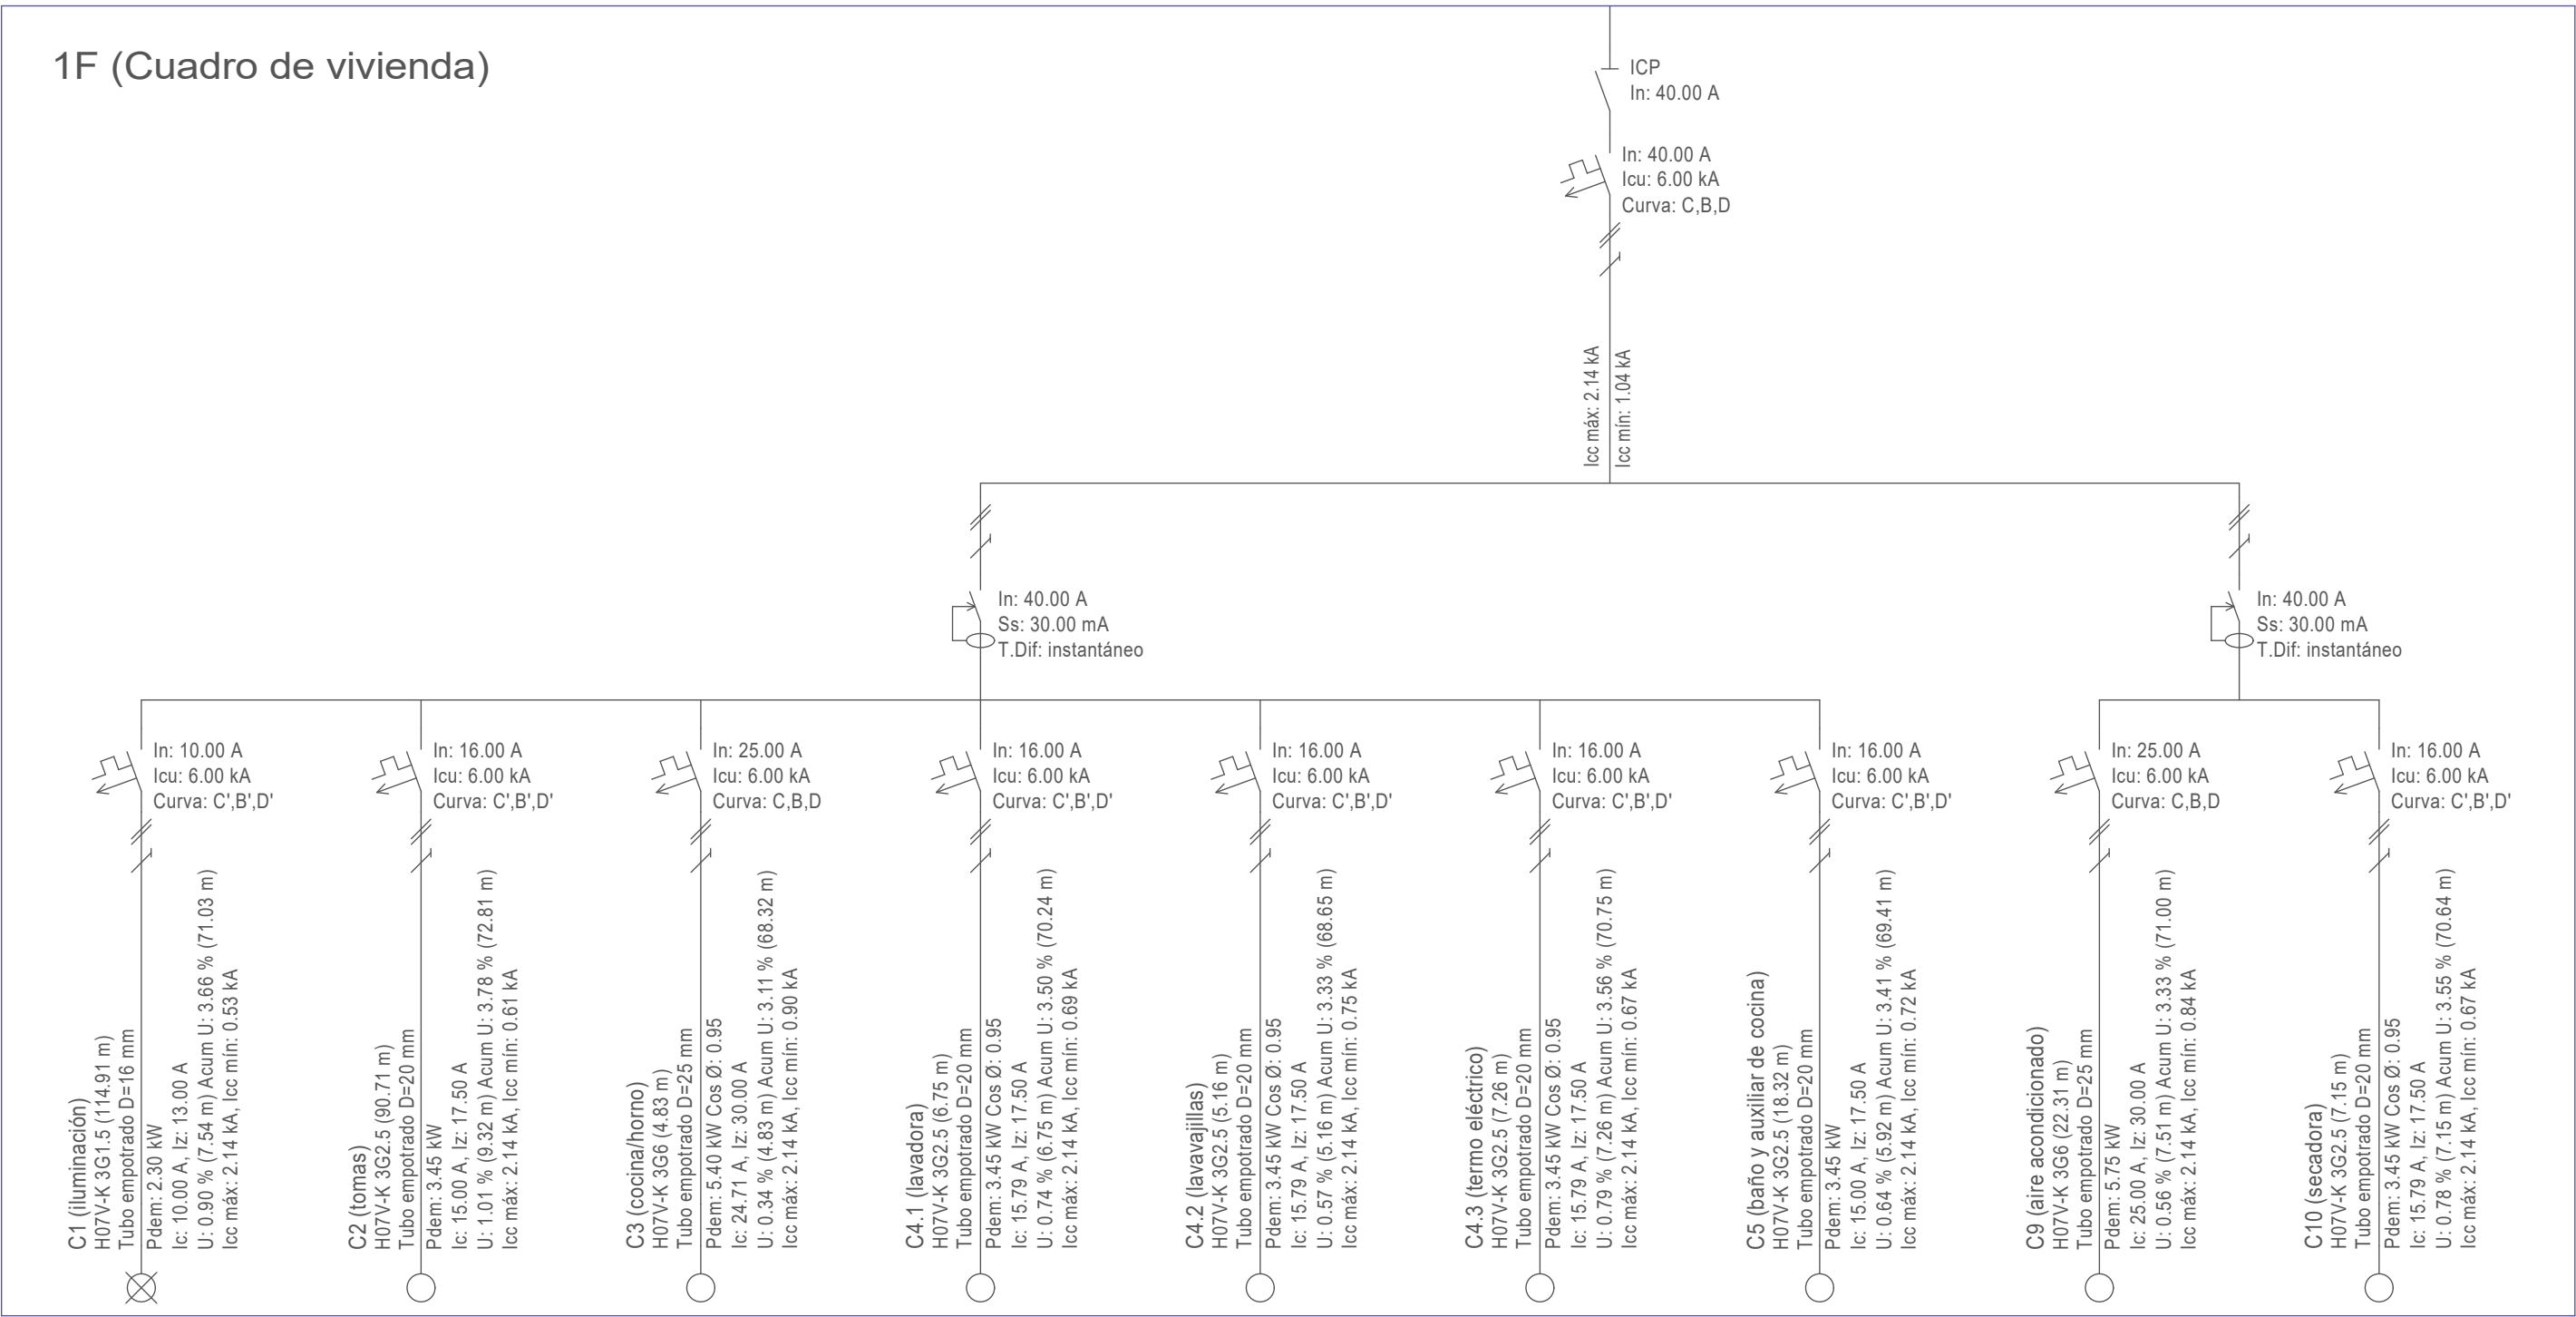 1F (Cuadro de vivienda)
ICP
In: 40.00 A
In: 40.00 A
Icu: 6.00 kA
Curva: C,B,D
Icc máx: 2.14 kA
Icc mín: 1.04 kA
In: 40.00 A
Ss: 30.00 mA
T.Dif: instantáneo
In: 40.00 A
Ss: 30.00 mA
T.Dif: instantáneo
In: 10.00 A
Icu: 6.00 kA
Curva: C',B',D'
In: 16.00 A
Icu: 6.00 kA
Curva: C',B',D'
In: 25.00 A
Icu: 6.00 kA
Curva: C,B,D
In: 16.00 A
Icu: 6.00 kA
Curva: C',B',D'
In: 16.00 A
Icu: 6.00 kA
Curva: C',B',D'
In: 16.00 A
Icu: 6.00 kA
Curva: C',B',D'
In: 16.00 A
Icu: 6.00 kA
Curva: C',B',D'
In: 25.00 A
Icu: 6.00 kA
Curva: C,B,D
In: 16.00 A
Icu: 6.00 kA
Curva: C',B',D'
C1 (iluminación)
H07V-K 3G1.5 (114.91 m)
Tubo empotrado D=16 mm
Pdem: 2.30 kW
Ic: 10.00 A, Iz: 13.00 A
U: 0.90 % (7.54 m) Acum U: 3.66 % (71.03 m)
Icc máx: 2.14 kA, Icc mín: 0.53 kA
C2 (tomas)
H07V-K 3G2.5 (90.71 m)
Tubo empotrado D=20 mm
Pdem: 3.45 kW
Ic: 15.00 A, Iz: 17.50 A
U: 1.01 % (9.32 m) Acum U: 3.78 % (72.81 m)
Icc máx: 2.14 kA, Icc mín: 0.61 kA
C3 (cocina/horno)
H07V-K 3G6 (4.83 m)
Tubo empotrado D=25 mm
Pdem: 5.40 kW Cos Ø: 0.95
Ic: 24.71 A, Iz: 30.00 A
U: 0.34 % (4.83 m) Acum U: 3.11 % (68.32 m)
Icc máx: 2.14 kA, Icc mín: 0.90 kA
C4.1 (lavadora)
H07V-K 3G2.5 (6.75 m)
Tubo empotrado D=20 mm
Pdem: 3.45 kW Cos Ø: 0.95
Ic: 15.79 A, Iz: 17.50 A
U: 0.74 % (6.75 m) Acum U: 3.50 % (70.24 m)
Icc máx: 2.14 kA, Icc mín: 0.69 kA
C4.2 (lavavajillas)
H07V-K 3G2.5 (5.16 m)
Tubo empotrado D=20 mm
Pdem: 3.45 kW Cos Ø: 0.95
Ic: 15.79 A, Iz: 17.50 A
U: 0.57 % (5.16 m) Acum U: 3.33 % (68.65 m)
Icc máx: 2.14 kA, Icc mín: 0.75 kA
C4.3 (termo eléctrico)
H07V-K 3G2.5 (7.26 m)
Tubo empotrado D=20 mm
Pdem: 3.45 kW Cos Ø: 0.95
Ic: 15.79 A, Iz: 17.50 A
U: 0.79 % (7.26 m) Acum U: 3.56 % (70.75 m)
Icc máx: 2.14 kA, Icc mín: 0.67 kA
C5 (baño y auxiliar de cocina)
H07V-K 3G2.5 (18.32 m)
Tubo empotrado D=20 mm
Pdem: 3.45 kW
Ic: 15.00 A, Iz: 17.50 A
U: 0.64 % (5.92 m) Acum U: 3.41 % (69.41 m)
Icc máx: 2.14 kA, Icc mín: 0.72 kA
C9 (aire acondicionado)
H07V-K 3G6 (22.31 m)
Tubo empotrado D=25 mm
Pdem: 5.75 kW
Ic: 25.00 A, Iz: 30.00 A
U: 0.56 % (7.51 m) Acum U: 3.33 % (71.00 m)
Icc máx: 2.14 kA, Icc mín: 0.84 kA
C10 (secadora)
H07V-K 3G2.5 (7.15 m)
Tubo empotrado D=20 mm
Pdem: 3.45 kW Cos Ø: 0.95
Ic: 15.79 A, Iz: 17.50 A
U: 0.78 % (7.15 m) Acum U: 3.55 % (70.64 m)
Icc máx: 2.14 kA, Icc mín: 0.67 kA